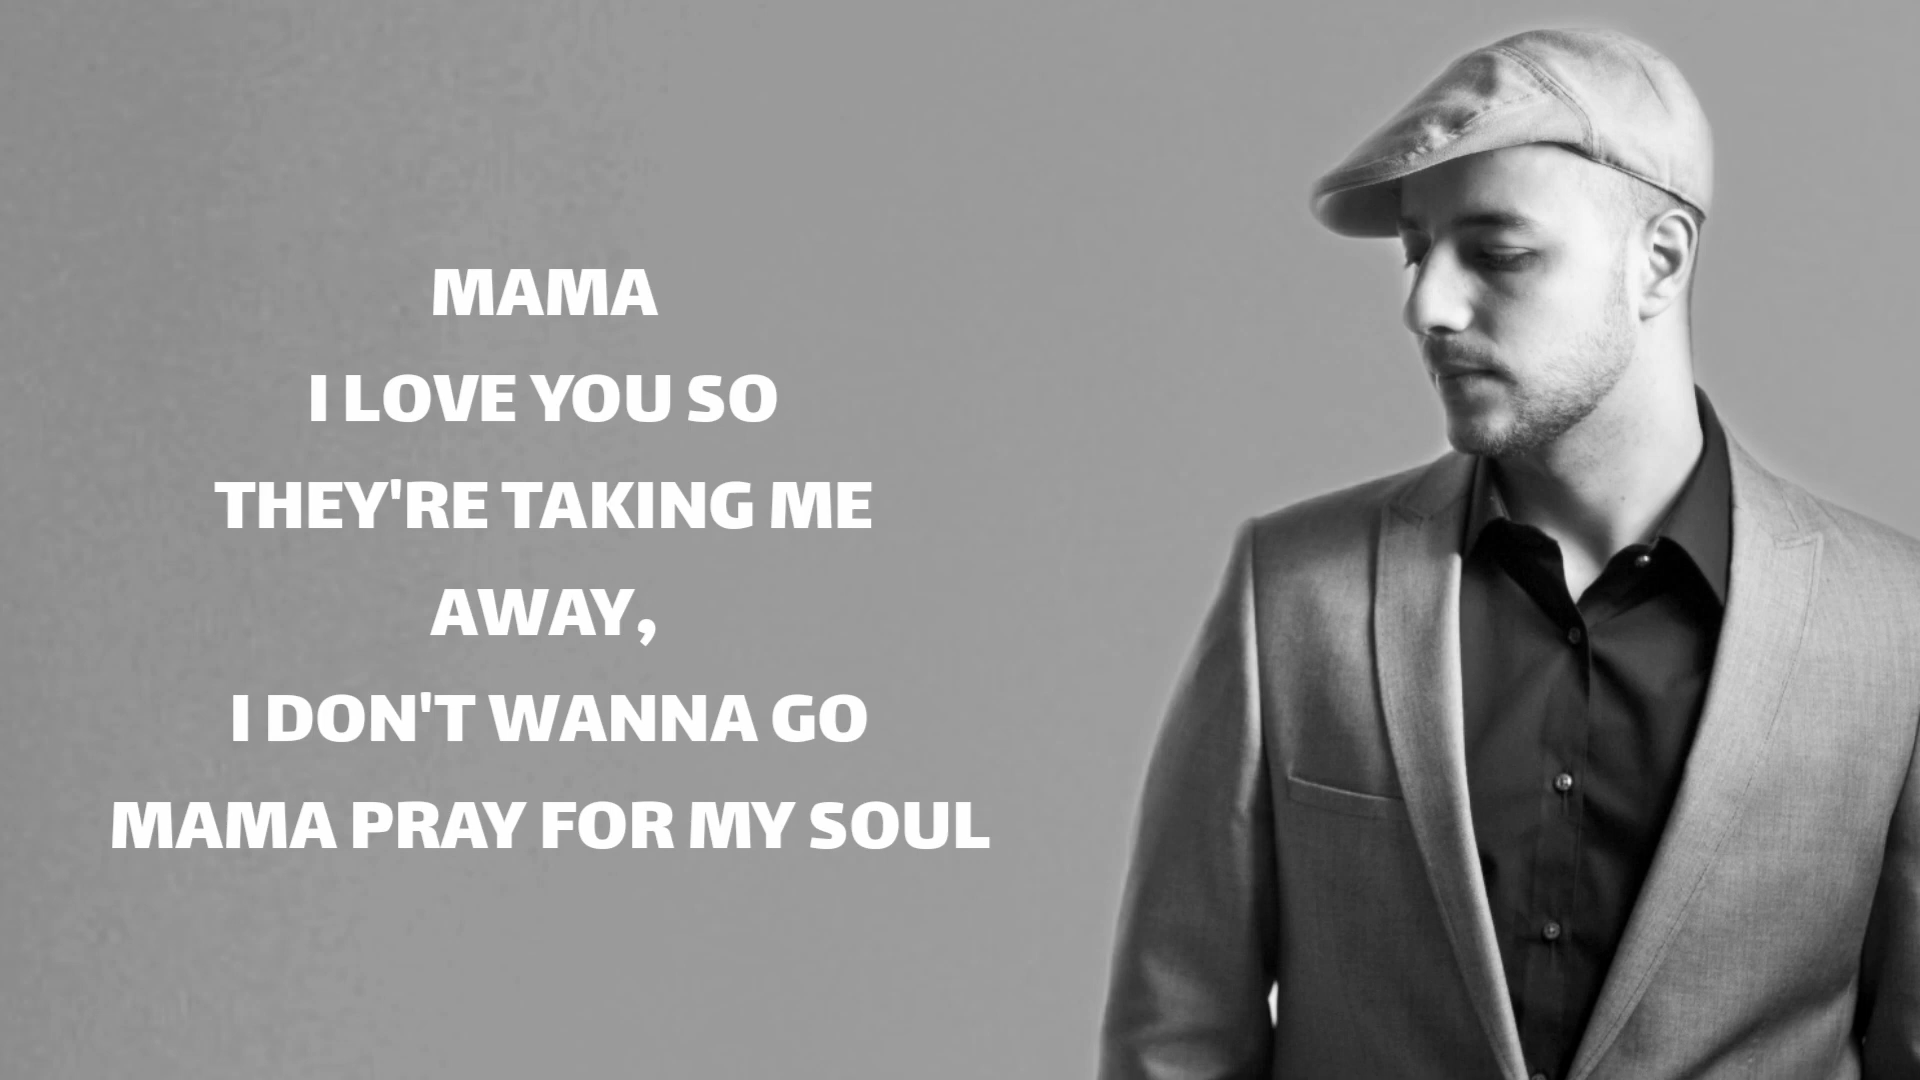 MAMA
I LOVE YOU SO
THEY'RE TAKING ME
AWAY,
I DON'T WANNA GO
MAMA PRAY FOR MY SOUL